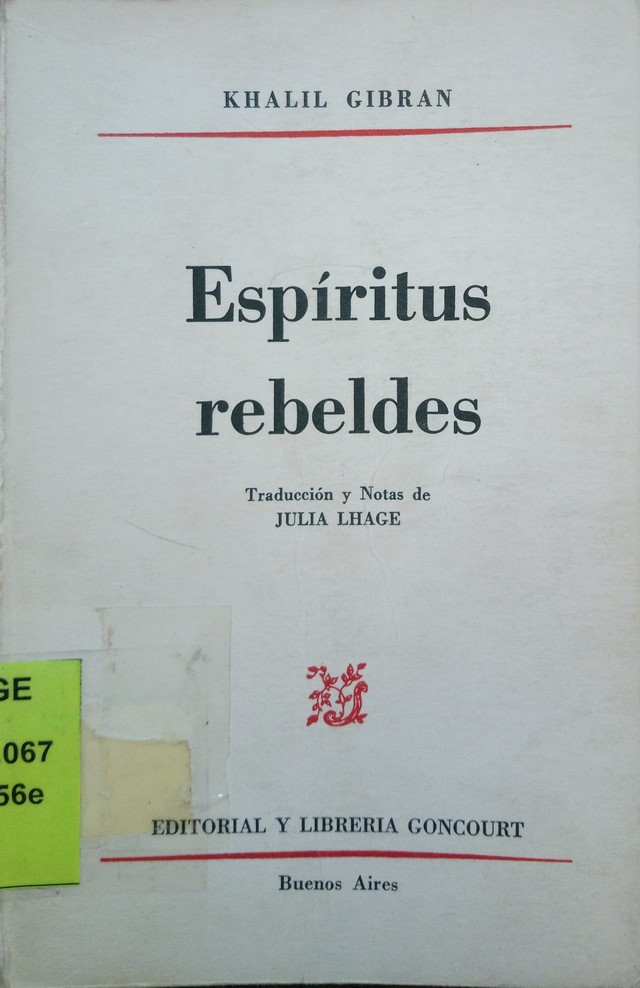 KHALIL GIBRAN
Espíritus
rebeldes
Traducción y Notas de
JULIA LHAGE
GE
067
56e
EDITORIAL Y LIBRERIA GONCOURT
Buenos Aires